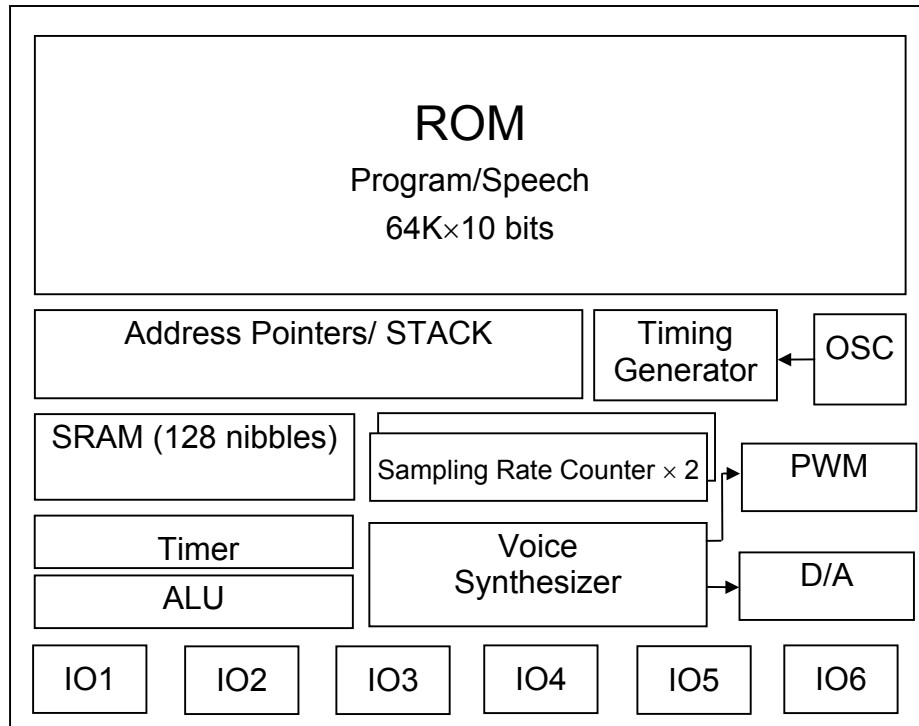 ROM
Program/Speech
64K×10 bits
Address Pointers/ STACK
Timing
Generator
OSC
SRAM (128 nibbles)
Sampling Rate Counter × 2
PWM
Timer
Voice
Synthesizer
D/A
ALU
IO1
IO2
IO3
IO4
IO5
IO6